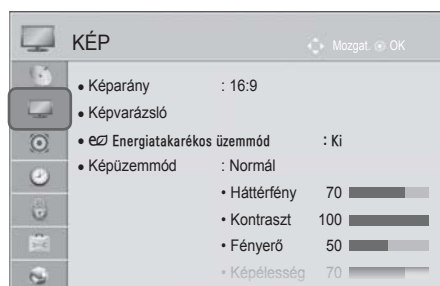 KÉP
Mozgat. OK
• Képarány : 16:9
• Képvarázsló
• Energiatakarékos üzemmód : Ki
• Képüzemmód : Normál
• Háttérfény 70
• Kontraszt 100
• Fényerő 50
• Képélesség 70